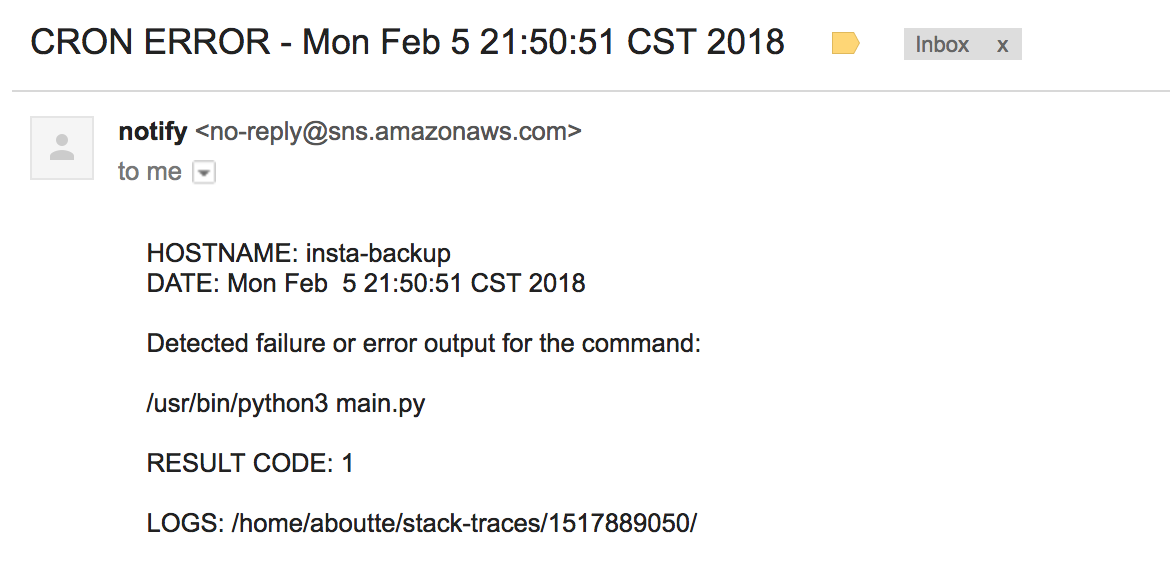 CRON ERROR - Mon Feb 5 21:50:51 CST 2018 Inbox x
notify <no-reply@sns.amazonaws.com>
to me
HOSTNAME: insta-backup
DATE: Mon Feb  5 21:50:51 CST 2018
Detected failure or error output for the command:
/usr/bin/python3 main.py
RESULT CODE: 1
LOGS: /home/aboutte/stack-traces/1517889050/